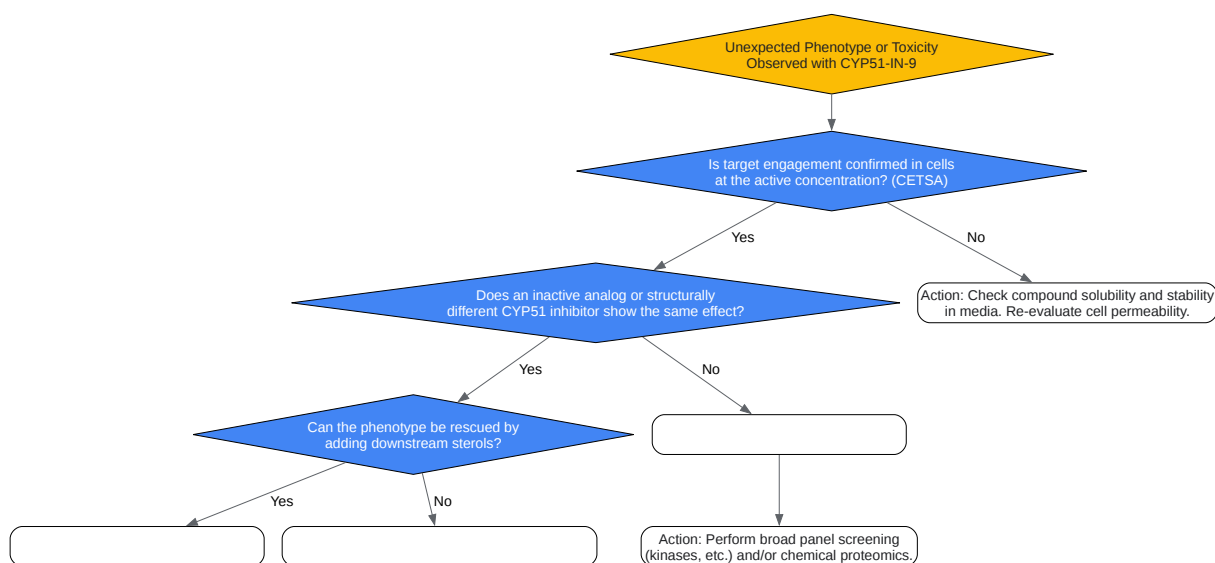 Unexpected Phenotype or Toxicity
Observed with CYP51-IN-9
Is target engagement confirmed in cells
at the active concentration? (CETSA)
Yes
No
Does an inactive analog or structurally
different CYP51 inhibitor show the same effect?
Action: Check compound solubility and stability
in media. Re-evaluate cell permeability.
Yes
No
Can the phenotype be rescued by
adding downstream sterols?
Yes
No
Action: Perform broad panel screening
(kinases, etc.) and/or chemical proteomics.